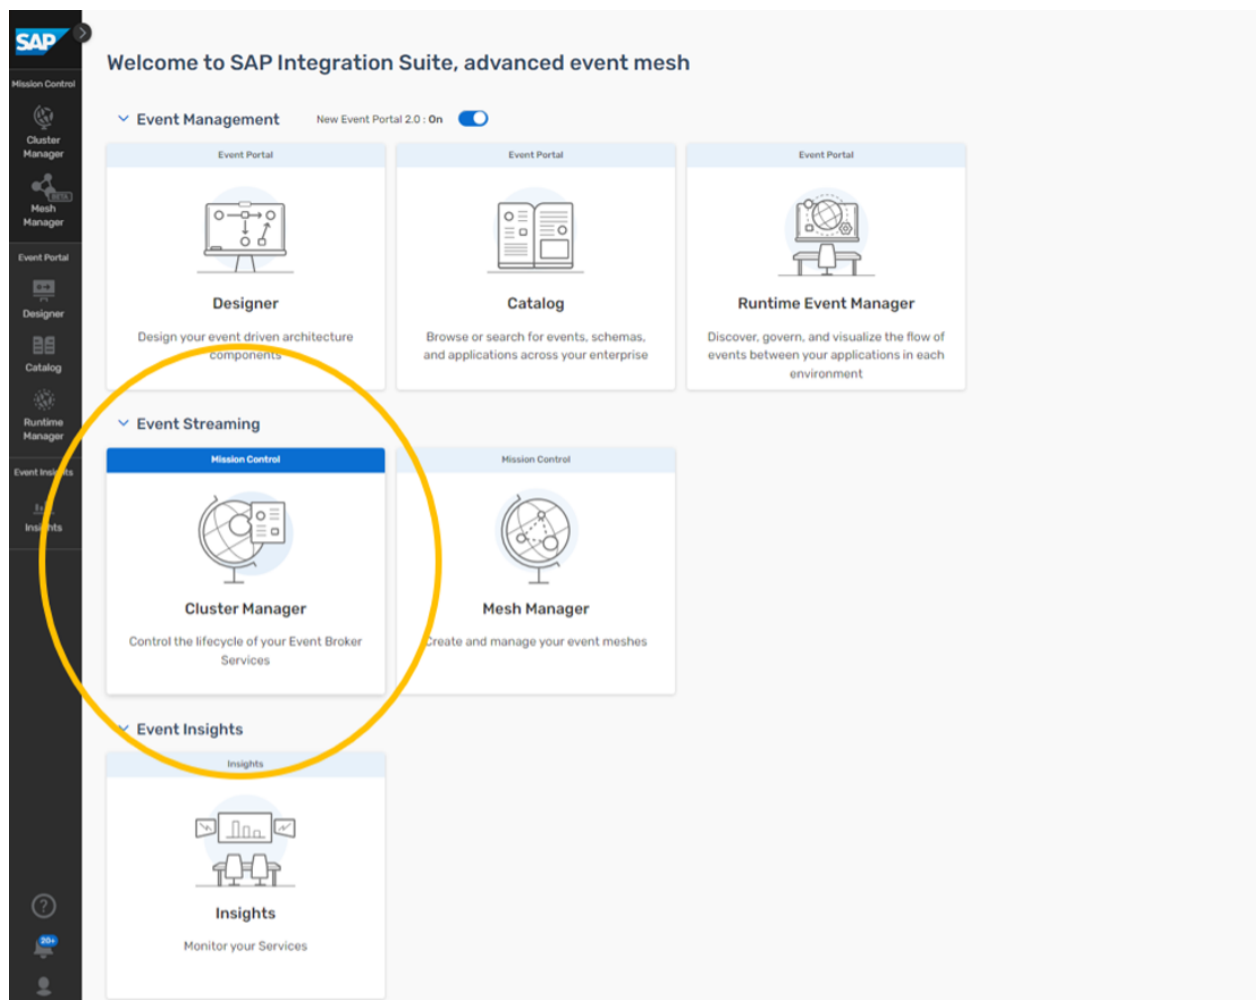 SAP
Mission Control
Cluster
Manager
BETA
Mesh
Manager
Event Portal
Designer
Catalog
Runtime
Manager
Event Insights
Insights
20+
Welcome to SAP Integration Suite, advanced event mesh
Event Management
New Event Portal 2.0 : On
Event Portal
Designer
Design your event driven architecture
components
Event Portal
Catalog
Browse or search for events, schemas,
and applications across your enterprise
Event Portal
Runtime Event Manager
Discover, govern, and visualize the flow of
events between your applications in each
environment
Event Streaming
Mission Control
Cluster Manager
Control the lifecycle of your Event Broker
Services
Mission Control
Mesh Manager
Create and manage your event meshes
Event Insights
Insights
Insights
Monitor your Services